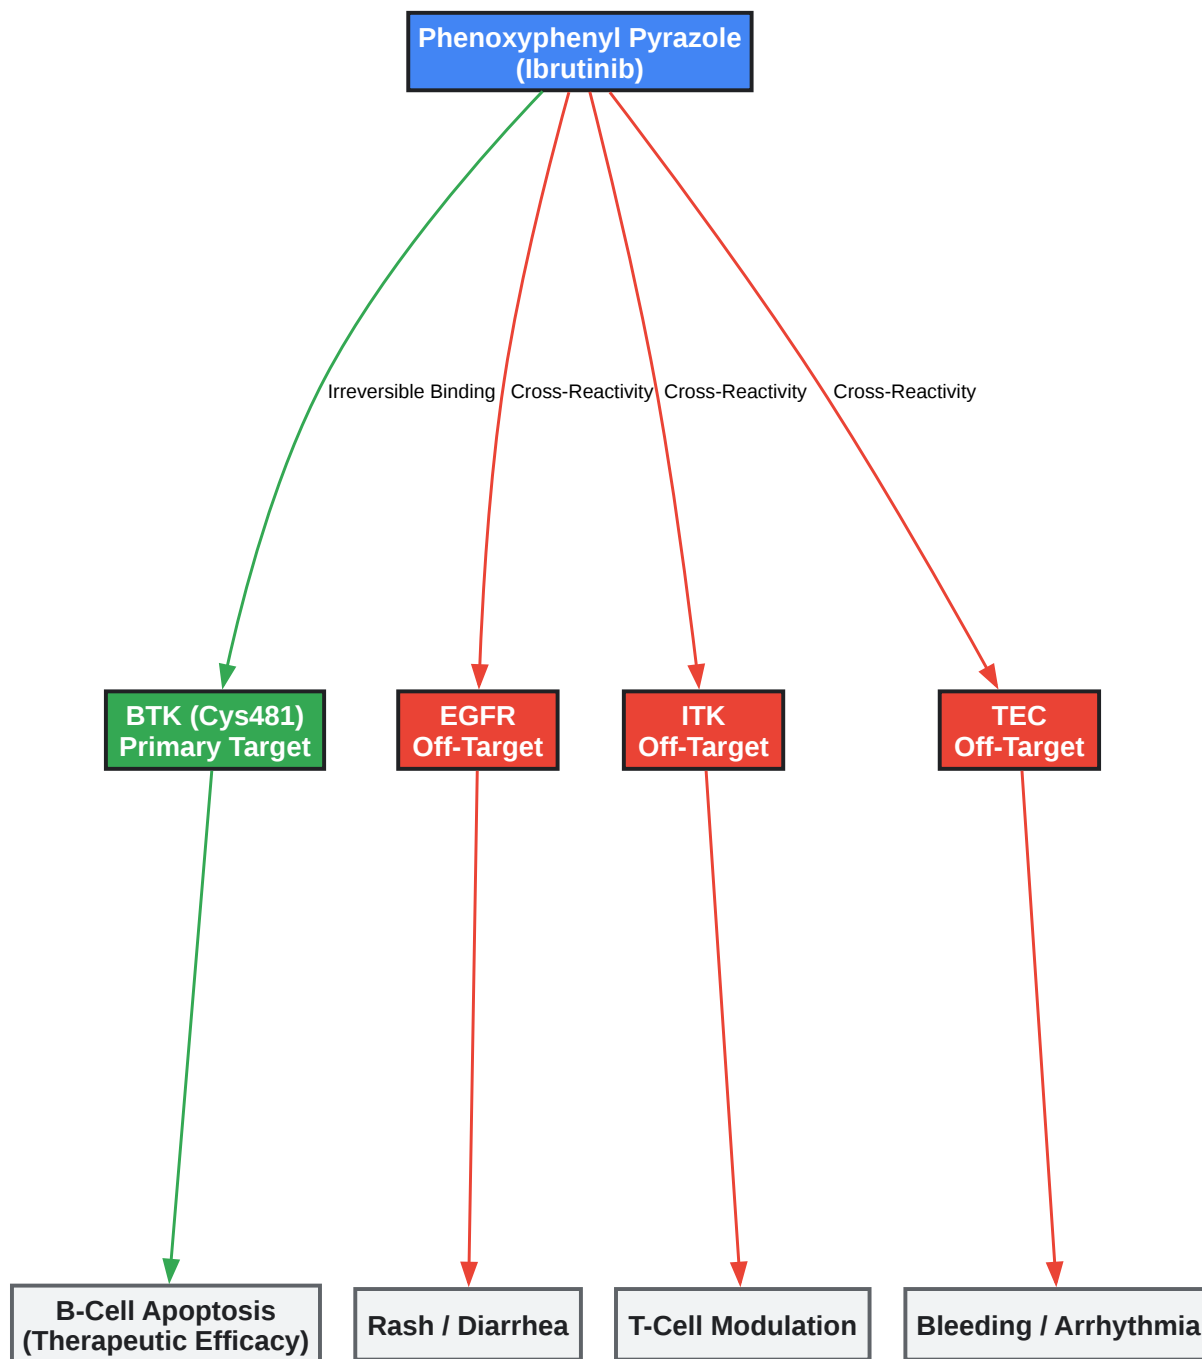 Phenoxyphenyl Pyrazole
(Ibrutinib)
Irreversible Binding
Cross-Reactivity
Cross-Reactivity
Cross-Reactivity
BTK (Cys481)
Primary Target
EGFR
Off-Target
ITK
Off-Target
TEC
Off-Target
B-Cell Apoptosis
(Therapeutic Efficacy)
Rash / Diarrhea
T-Cell Modulation
Bleeding / Arrhythmia